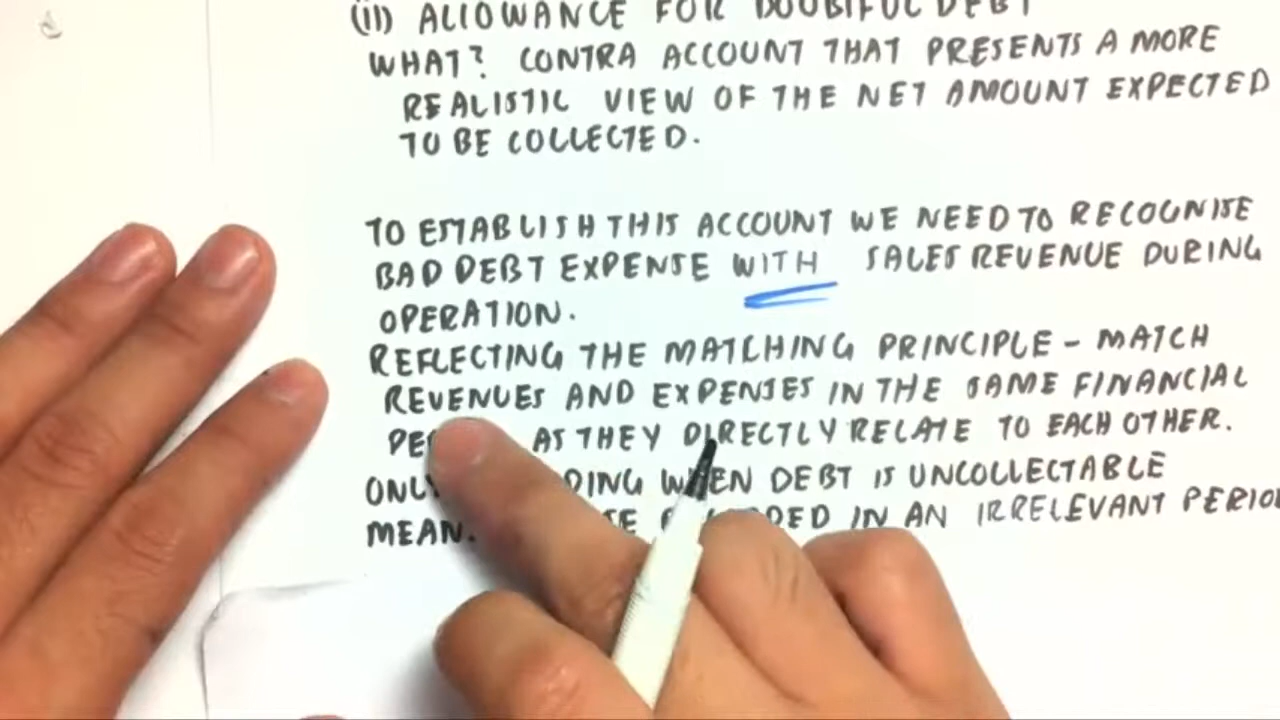 (ii) ALLOWANCE FOR DOUBTFUL DEBT
WHAT? CONTRA ACCOUNT THAT PRESENTS A MORE
REALISTIC VIEW OF THE NET AMOUNT EXPECTED
TO BE COLLECTED.
TO ESTABLISH THIS ACCOUNT WE NEED TO RECOGNISE
BAD DEBT EXPENSE WITH SALES REVENUE DURING
OPERATION.
REFLECTING THE MATCHING PRINCIPLE - MATCH
REVENUES AND EXPENSES IN THE SAME FINANCIAL
AS THEY DIRECTLY RELATE TO EACH OTHER.
WHEN DEBT IS UNCOLLECTABLE
IN AN IRRELEVANT PERIOD